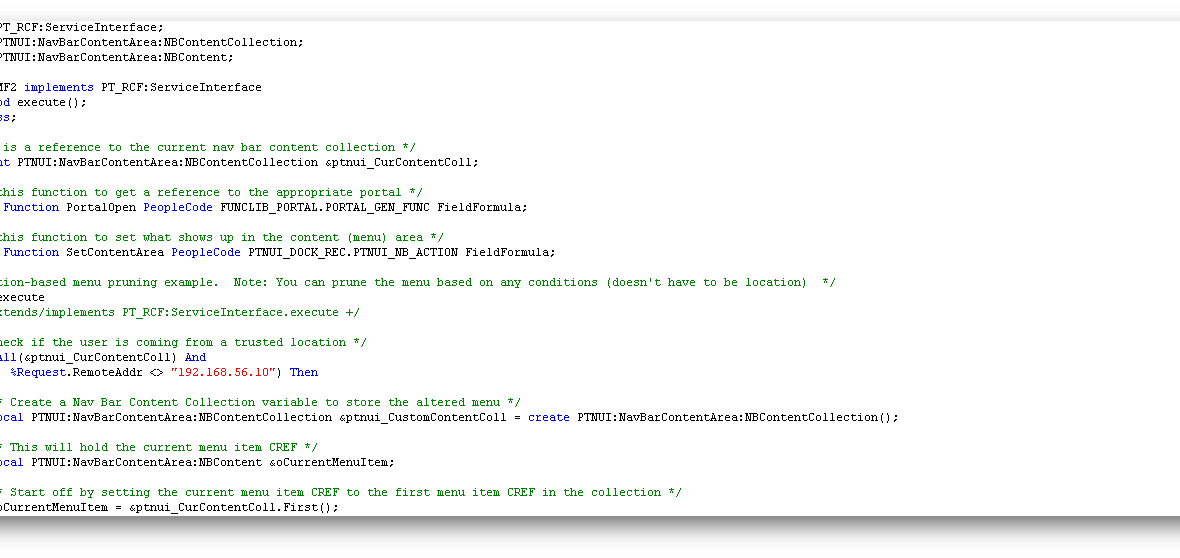 PT_RCF:ServiceInterface;
PTNUI:NavBarContentArea:NBContentCollection;
PTNUI:NavBarContentArea:NBContent;
MF2 implements PT_RCF:ServiceInterface
od execute();
ss;
is a reference to the current nav bar content collection */
nt PTNUI:NavBarContentArea:NBContentCollection &ptnui_CurContentColl;
this function to get a reference to the appropriate portal */
Function PortalOpen PeopleCode FUNCLIB_PORTAL.PORTAL_GEN_FUNC FieldFormula;
this function to set what shows up in the content (menu) area */
Function SetContentArea PeopleCode PTNUI_DOCK_REC.PTNUI_NB_ACTION FieldFormula;
tion-based menu pruning example.  Note: You can prune the menu based on any conditions (doesn't have to be location)  */
execute
xtends/implements PT_RCF:ServiceInterface.execute +/
heck if the user is coming from a trusted location */
All(&ptnui_CurContentColl) And
%Request.RemoteAddr <> "192.168.56.10") Then
* Create a Nav Bar Content Collection variable to store the altered menu */
ocal PTNUI:NavBarContentArea:NBContentCollection &ptnui_CustomContentColl = create PTNUI:NavBarContentArea:NBContentCollection();
* This will hold the current menu item CREF */
ocal PTNUI:NavBarContentArea:NBContent &oCurrentMenuItem;
* Start off by setting the current menu item CREF to the first menu item CREF in the collection */
oCurrentMenuItem = &ptnui_CurContentColl.First();